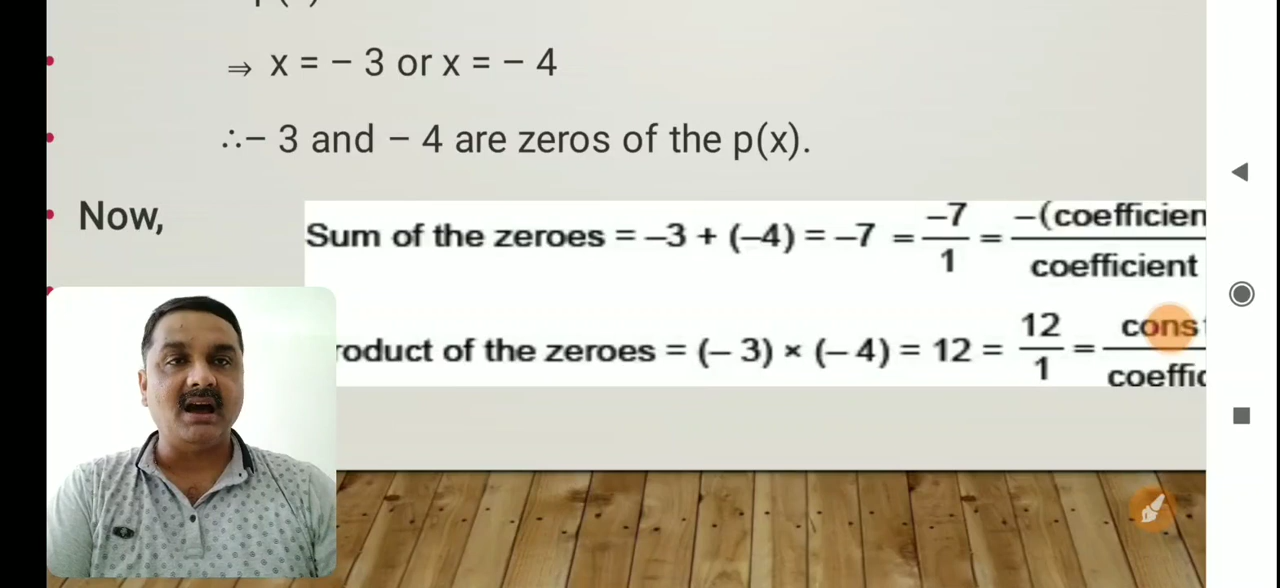 ⇒ x = – 3 or x = – 4
∴– 3 and – 4 are zeros of the p(x).
Now,
Sum of the zeroes = –3 + (–4) = –7 = –7/1 = –(coefficien / coefficient
roduct of the zeroes = (– 3) × (– 4) = 12 = 12/1 = cons / coeffic